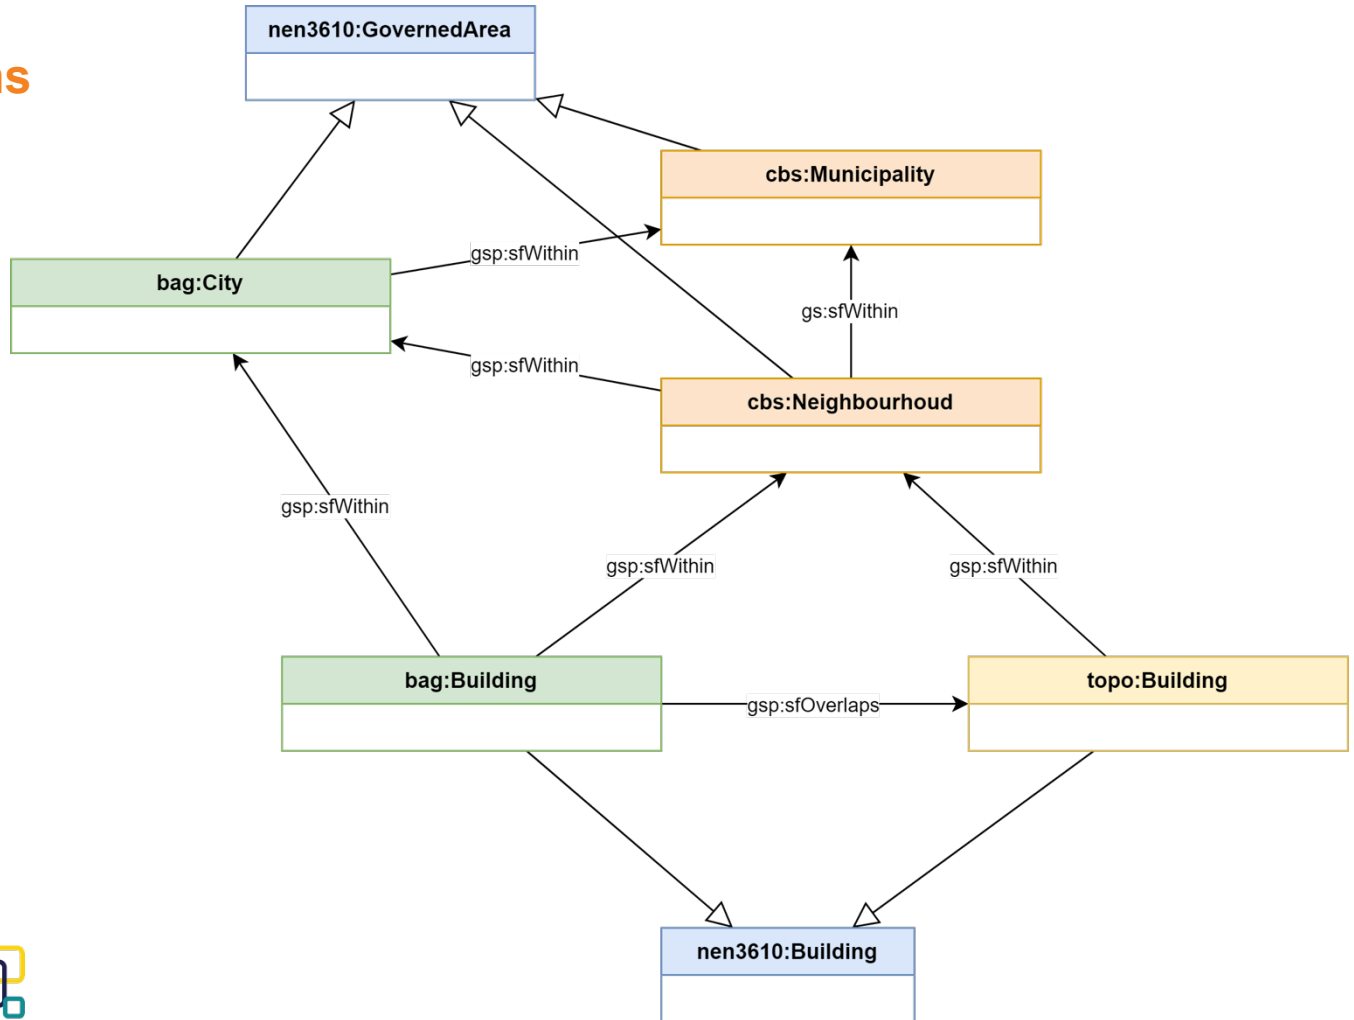 nen3610:GovernedArea
ns
cbs:Municipality
gsp:sfWithin
bag:City
gs:sfWithin
gsp:sfWithin
cbs:Neighbourhoud
gsp:sfWithin
gsp:sfWithin
gsp:sfWithin
bag:Building
topo:Building
gsp:sfOverlaps
nen3610:Building